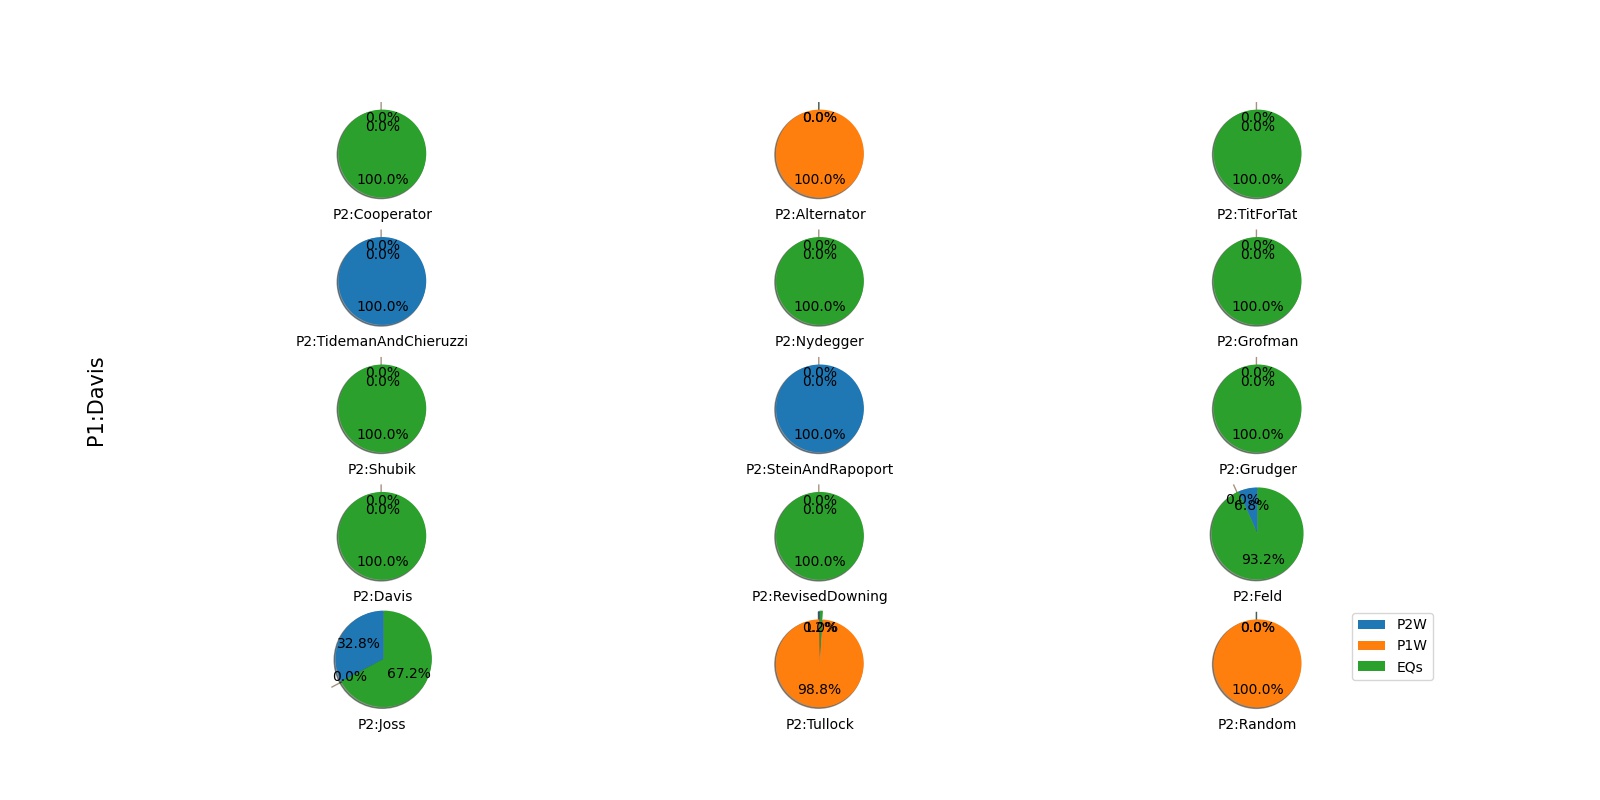 P1:Davis
0.0%
0.0%
100.0%
P2:Cooperator
0.0%
100.0%
P2:Alternator
0.0%
0.0%
100.0%
P2:TitForTat
0.0%
0.0%
100.0%
P2:TidemanAndChieruzzi
0.0%
0.0%
100.0%
P2:Nydegger
0.0%
0.0%
100.0%
P2:Grofman
0.0%
0.0%
100.0%
P2:Shubik
0.0%
0.0%
100.0%
P2:SteinAndRapoport
0.0%
0.0%
100.0%
P2:Grudger
0.0%
0.0%
100.0%
P2:Davis
0.0%
0.0%
100.0%
P2:RevisedDowning
0.0%
6.8%
93.2%
P2:Feld
32.8%
0.0%
67.2%
P2:Joss
98.8%
P2:Tullock
0.0%
100.0%
P2:Random
P2W
P1W
EQs